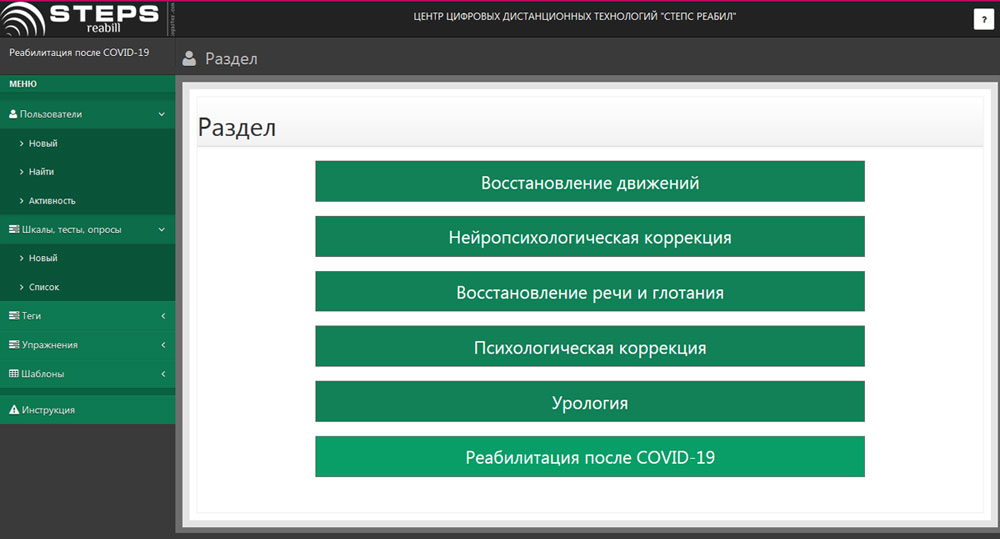 STEPS
reabill
ЦЕНТР ЦИФРОВЫХ ДИСТАНЦИОННЫХ ТЕХНОЛОГИЙ "СТЕПС РЕАБИЛ"
?
Реабилитация после COVID-19
Раздел
МЕНЮ
Пользователи
Новый
Найти
Активность
Шкалы, тесты, опросы
Новый
Список
Теги
Упражнения
Шаблоны
Инструкция
Раздел
Восстановление движений
Нейропсихологическая коррекция
Восстановление речи и глотания
Психологическая коррекция
Урология
Реабилитация после COVID-19